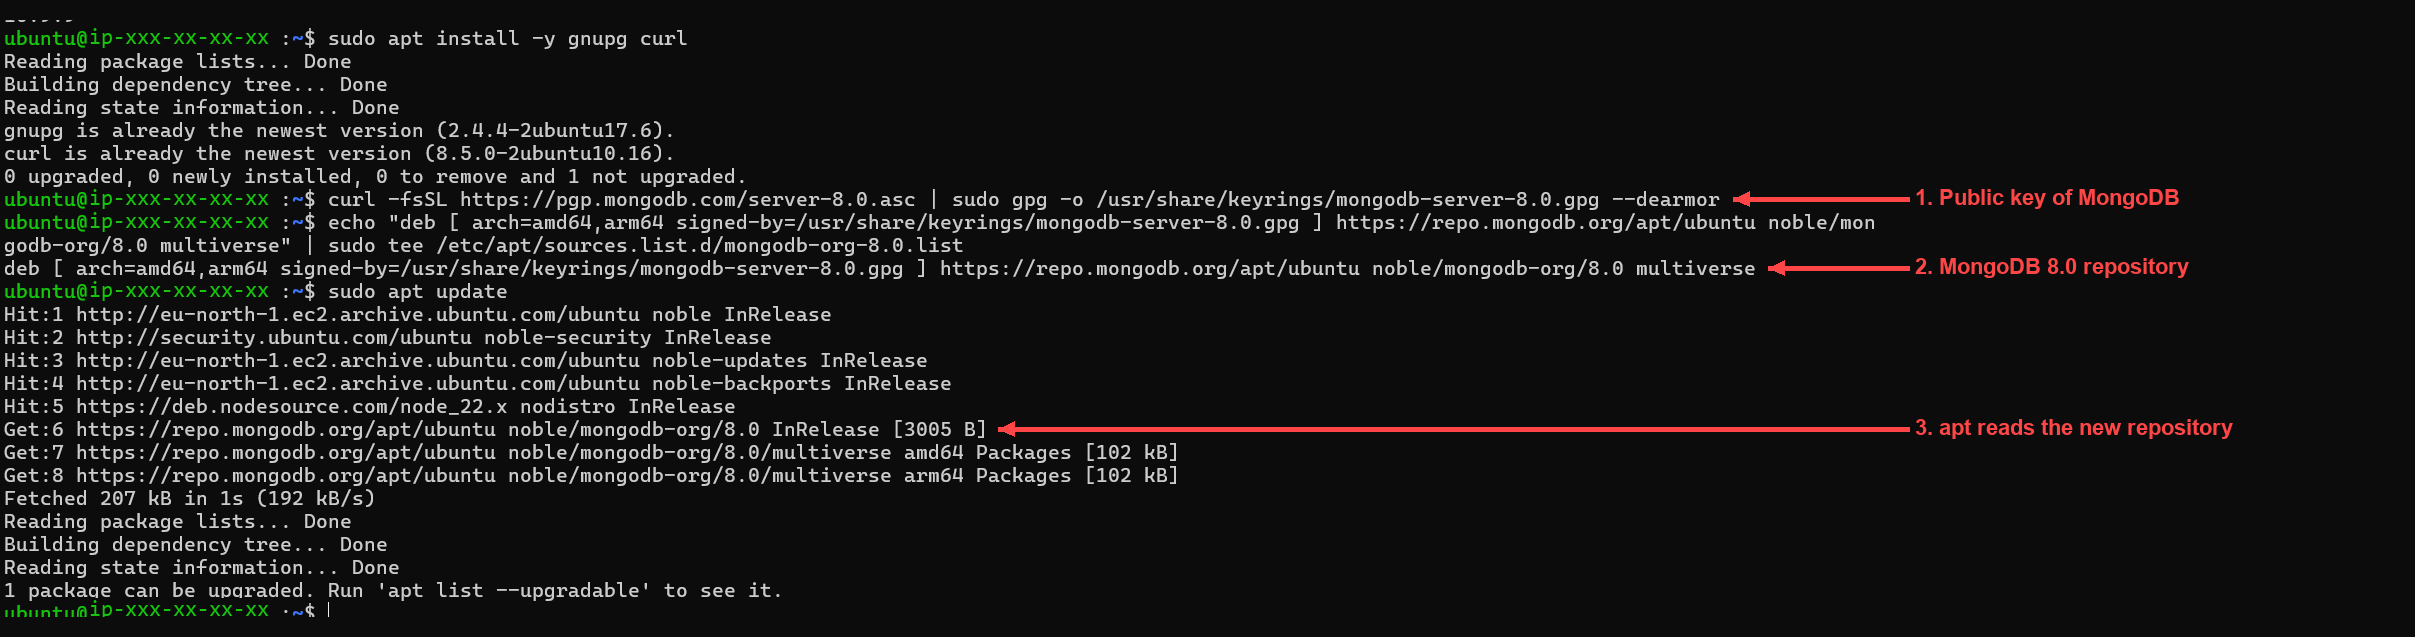 ubuntu@ip-xxx-xx-xx-xx :~$ sudo apt install -y gnupg curl
Reading package lists... Done
Building dependency tree... Done
Reading state information... Done
gnupg is already the newest version (2.4.4-2ubuntu17.6).
curl is already the newest version (8.5.0-2ubuntu10.16).
0 upgraded, 0 newly installed, 0 to remove and 1 not upgraded.
ubuntu@ip-xxx-xx-xx-xx :~$ curl -fsSL https://pgp.mongodb.com/server-8.0.asc | sudo gpg -o /usr/share/keyrings/mongodb-server-8.0.gpg --dearmor
1. Public key of MongoDB
ubuntu@ip-xxx-xx-xx-xx :~$ echo "deb [ arch=amd64,arm64 signed-by=/usr/share/keyrings/mongodb-server-8.0.gpg ] https://repo.mongodb.org/apt/ubuntu noble/mon
godb-org/8.0 multiverse" | sudo tee /etc/apt/sources.list.d/mongodb-org-8.0.list
deb [ arch=amd64,arm64 signed-by=/usr/share/keyrings/mongodb-server-8.0.gpg ] https://repo.mongodb.org/apt/ubuntu noble/mongodb-org/8.0 multiverse
2. MongoDB 8.0 repository
ubuntu@ip-xxx-xx-xx-xx :~$ sudo apt update
Hit:1 http://eu-north-1.ec2.archive.ubuntu.com/ubuntu noble InRelease
Hit:2 http://security.ubuntu.com/ubuntu noble-security InRelease
Hit:3 http://eu-north-1.ec2.archive.ubuntu.com/ubuntu noble-updates InRelease
Hit:4 http://eu-north-1.ec2.archive.ubuntu.com/ubuntu noble-backports InRelease
Hit:5 https://deb.nodesource.com/node_22.x nodistro InRelease
Get:6 https://repo.mongodb.org/apt/ubuntu noble/mongodb-org/8.0 InRelease [3005 B]
3. apt reads the new repository
Get:7 https://repo.mongodb.org/apt/ubuntu noble/mongodb-org/8.0/multiverse amd64 Packages [102 kB]
Get:8 https://repo.mongodb.org/apt/ubuntu noble/mongodb-org/8.0/multiverse arm64 Packages [102 kB]
Fetched 207 kB in 1s (192 kB/s)
Reading package lists... Done
Building dependency tree... Done
Reading state information... Done
1 package can be upgraded. Run 'apt list --upgradable' to see it.
ubuntu@ip-xxx-xx-xx-xx :~$